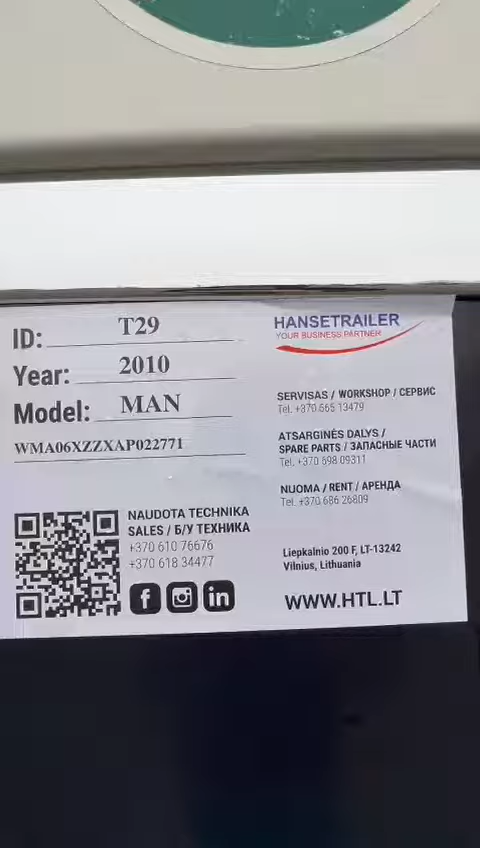 ID: T29
Year: 2010
Model: MAN
WMA06XZZXAP022771
NAUDOTA TECHNIKA
SALES / Б/У ТЕХНИКА
+370 610 76676
+370 618 34477
HANSETRAILER
YOUR BUSINESS PARTNER
SERVISAS / WORKSHOP / СЕРВИС
Tel. +370 665 13479
ATSARGINĖS DALYS /
SPARE PARTS / ЗАПАСНЫЕ ЧАСТИ
Tel. +370 698 09311
NUOMA / RENT / АРЕНДА
Tel. +370 686 26809
Liepkalnio 200 F, LT-13242
Vilnius, Lithuania
WWW.HTL.LT